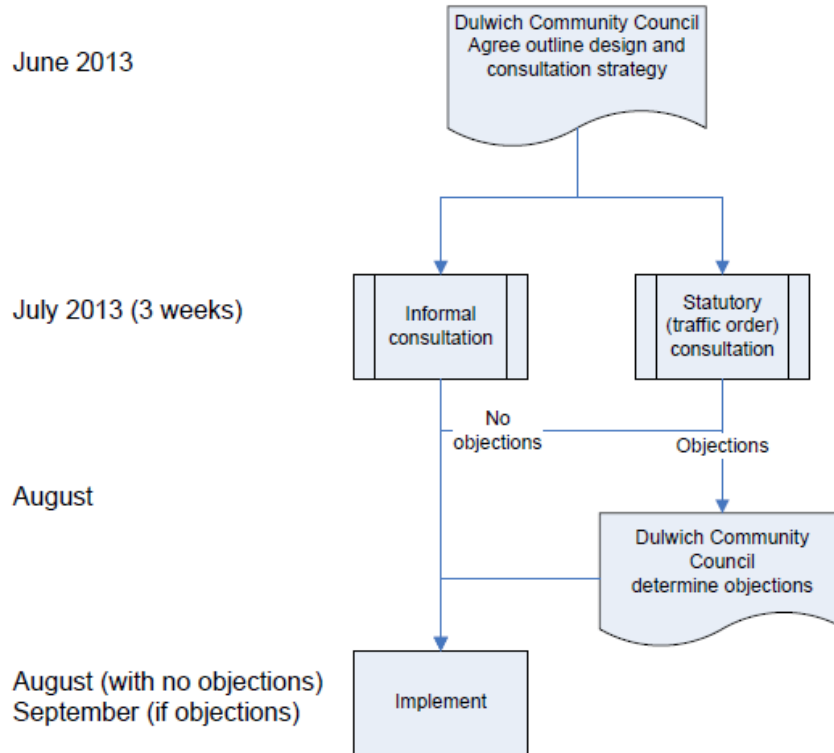 June 2013
Dulwich Community Council
Agree outline design and
consultation strategy
July 2013 (3 weeks)
Informal
consultation
Statutory
(traffic order)
consultation
No
objections
Objections
August
Dulwich Community
Council
determine objections
August (with no objections)
September (if objections)
Implement